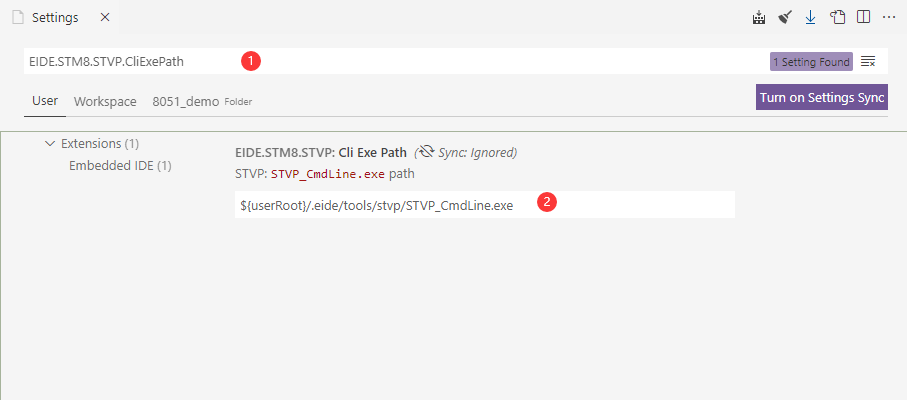 Settings
EIDE.STM8.STVP.CliExePath
1
1 Setting Found
User Workspace 8051_demo Folder
Turn on Settings Sync
Extensions (1)
Embedded IDE (1)
EIDE.STM8.STVP: Cli Exe Path ( Sync: Ignored)
STVP: STVP_CmdLine.exe path
${userRoot}/.eide/tools/stvp/STVP_CmdLine.exe
2